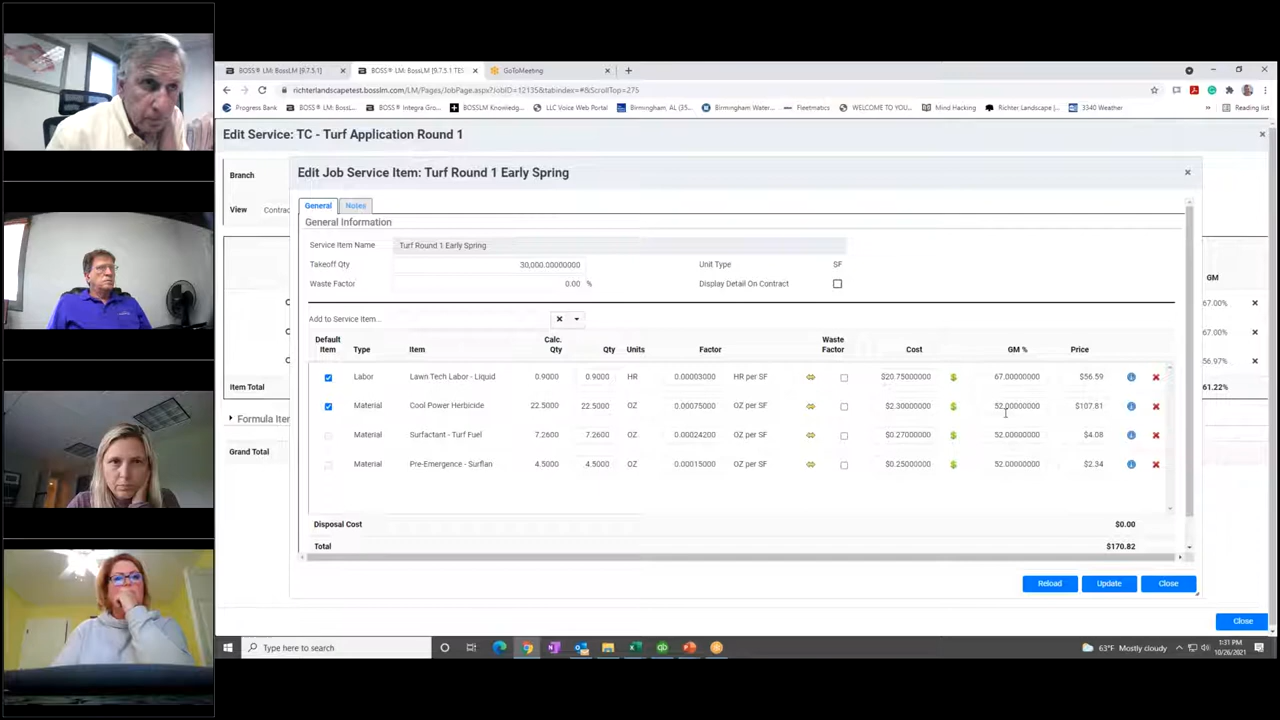 BOSS® LM: BossLM [9.7.5.1]
BOSS® LM: BossLM [9.7.5.1 TES
GoToMeeting
richterlandscapetest.bosslm.com/LM/Pages/JobPage.aspx?jobID=12135&tabindex=#&ScrollTop=275
Progress Bank
BOSS® LM: BossL...
BOSS® Integra Gro...
BOSSLM Knowledg...
LLC Voice Web Portal
Birmingham, AL (35...
Birmingham Water...
Fleetmatics
WELCOME TO YOU...
Mind Hacking
Richter Landscape |...
3340 Weather
Reading list
Edit Service: TC - Turf Application Round 1
Branch
View Contrac
Edit Job Service Item: Turf Round 1 Early Spring
General Notes
General Information
Service Item Name Turf Round 1 Early Spring
Takeoff Qty 30,000.00000000 Unit Type SF
Waste Factor 0.00 % Display Detail On Contract
Add to Service Item...
Default Item Type Item Calc. Qty Qty Units Factor Waste Factor Cost GM % Price
Labor Lawn Tech Labor - Liquid 0.9000 0.9000 HR 0.00003000 HR per SF $20.75000000 67.00000000 $56.59
Material Cool Power Herbicide 22.5000 22.5000 OZ 0.00075000 OZ per SF $2.30000000 52.00000000 $107.81
Material Surfactant - Turf Fuel 7.2600 7.2600 OZ 0.00024200 OZ per SF $0.27000000 52.00000000 $4.08
Material Pre-Emergence - Surflan 4.5000 4.5000 OZ 0.00015000 OZ per SF $0.25000000 52.00000000 $2.34
Disposal Cost $0.00
Total $170.82
Reload Update Close
GM
67.00%
67.00%
56.97%
Item Total 61.22%
Formula Item
Grand Total
Close
Type here to search
63°F Mostly cloudy
1:31 PM
10/26/2021